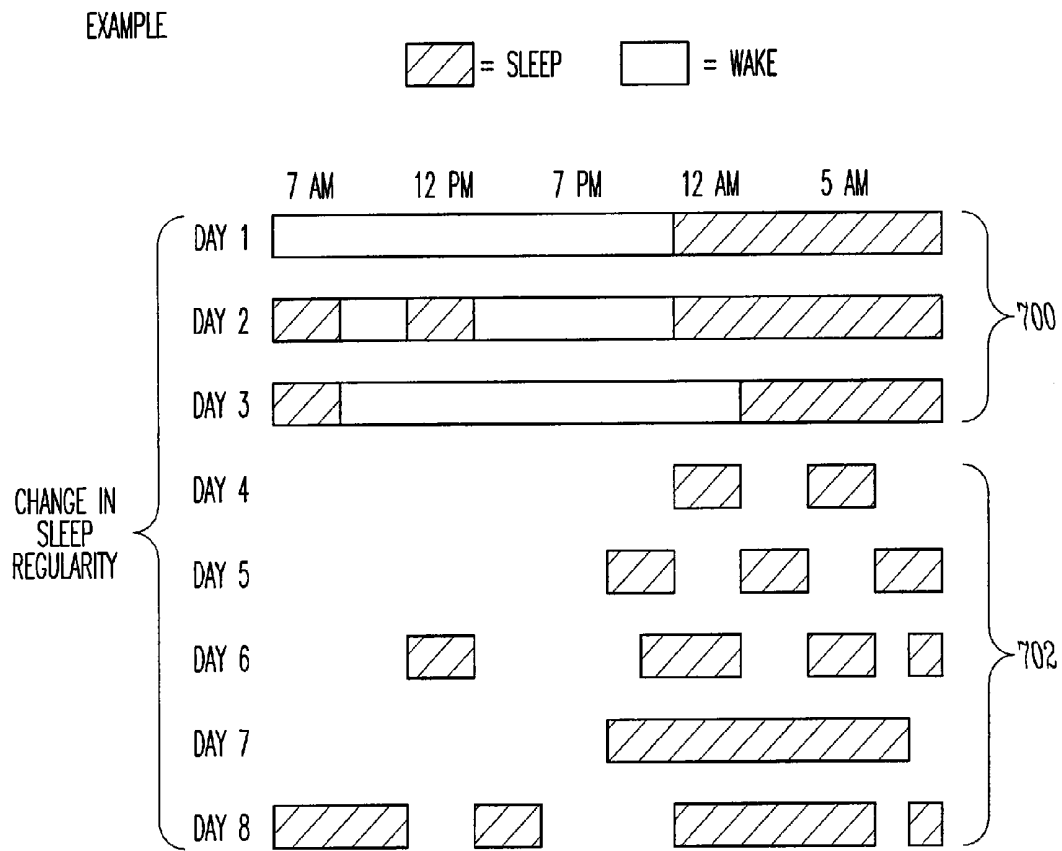 EXAMPLE
= SLEEP
= WAKE
7 AM 12 PM 7 PM 12 AM 5 AM
DAY 1
DAY 2
700
DAY 3
DAY 4
CHANGE IN
SLEEP
REGULARITY
DAY 5
DAY 6
702
DAY 7
DAY 8